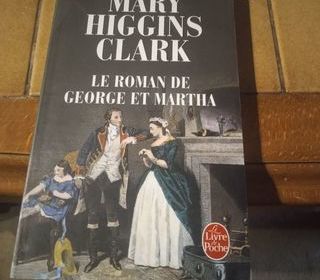 MARY
HIGGINS
CLARK
LE ROMAN DE
GEORGE ET MARTHA
Le
Livre
de
Poche